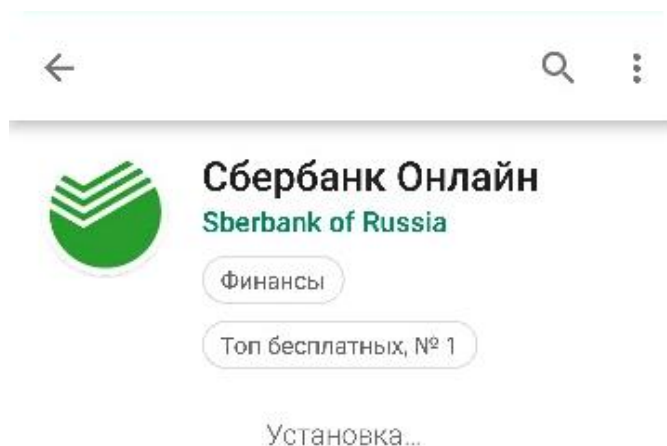 Сбербанк Онлайн
Sberbank of Russia
Финансы
Топ бесплатных, № 1
Установка...